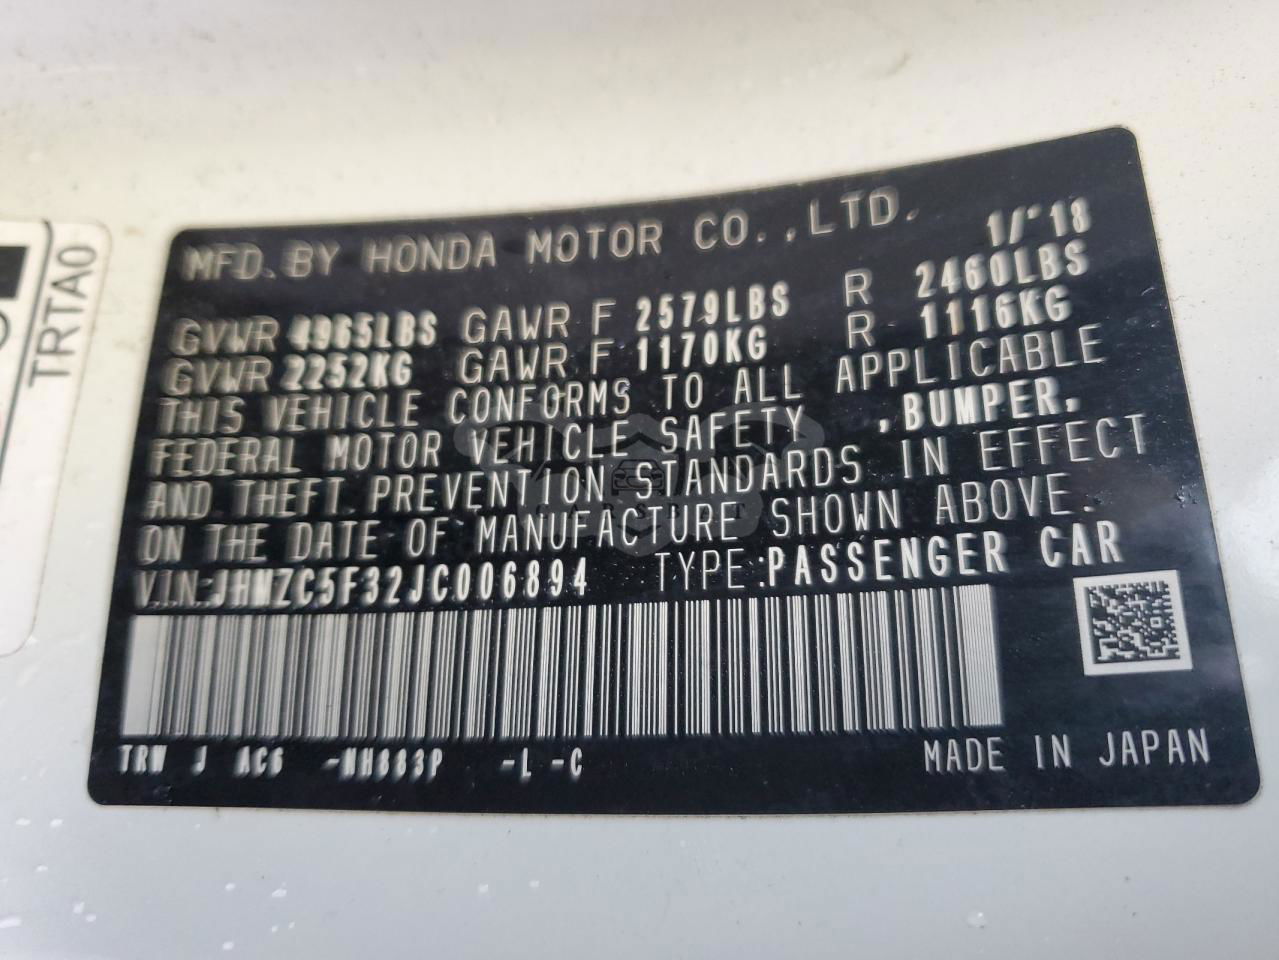 MFD. BY HONDA MOTOR CO., LTD. 1/'18
GVWR 4965LBS GAWR F 2579LBS R 2460LBS
GVWR 2252KG GAWR F 1170KG R 1116KG
THIS VEHICLE CONFORMS TO ALL APPLICABLE
FEDERAL MOTOR VEHICLE SAFETY ,BUMPER,
AND THEFT PREVENTION STANDARDS IN EFFECT
ON THE DATE OF MANUFACTURE SHOWN ABOVE.
VIN:JHMZC5F32JC006894 TYPE:PASSENGER CAR
TRW J AC6 -NH883P -L -C
MADE IN JAPAN
TRTA0